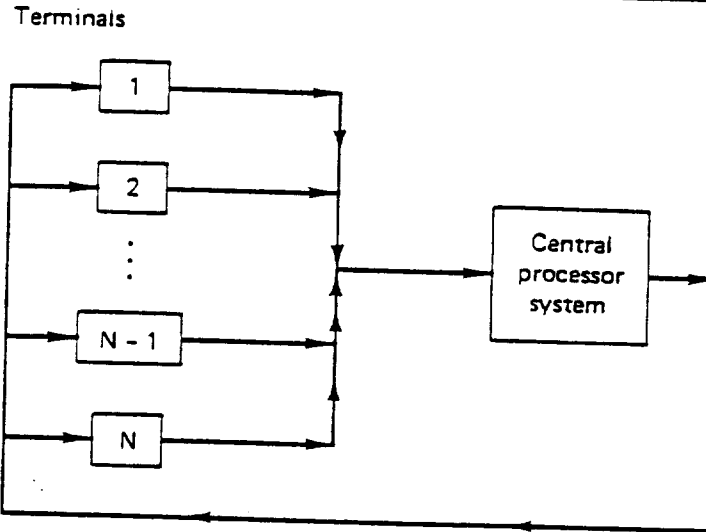 Terminals
1
2
N - 1
N
Central
processor
system